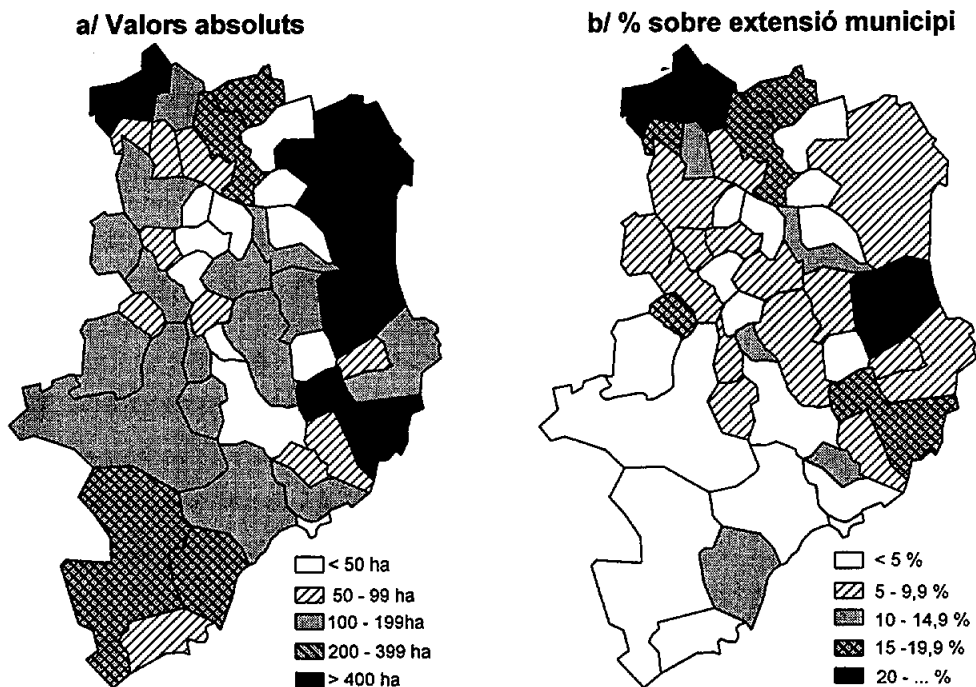 a/ Valors absoluts
b/ % sobre extensió municipi
< 50 ha
50 - 99 ha
100 - 199ha
200 - 399 ha
> 400 ha
< 5 %
5 - 9,9 %
10 - 14,9 %
15 -19,9 %
20 - ... %